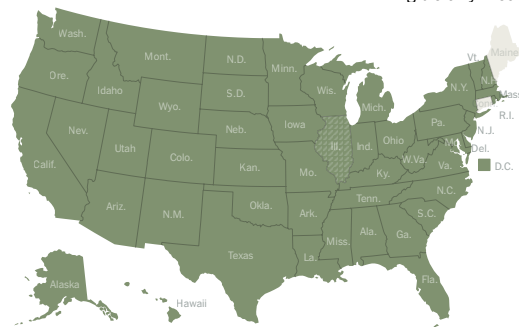 Wash.
Mont.
N.D.
Minn.
Vt.
Maine
Ore.
Idaho
S.D.
Wis.
Mich.
N.Y.
N.H.
Mass.
Wyo.
R.I.
Nev.
Neb.
Iowa
Pa.
N.J.
Utah
Colo.
Ill.
Ind.
Ohio
Md.
Del.
Calif.
Kan.
Mo.
Ky.
W.Va.
Va.
D.C.
Ariz.
N.M.
Okla.
Ark.
Tenn.
N.C.
S.C.
Texas
La.
Miss.
Ala.
Ga.
Fla.
Alaska
Hawaii